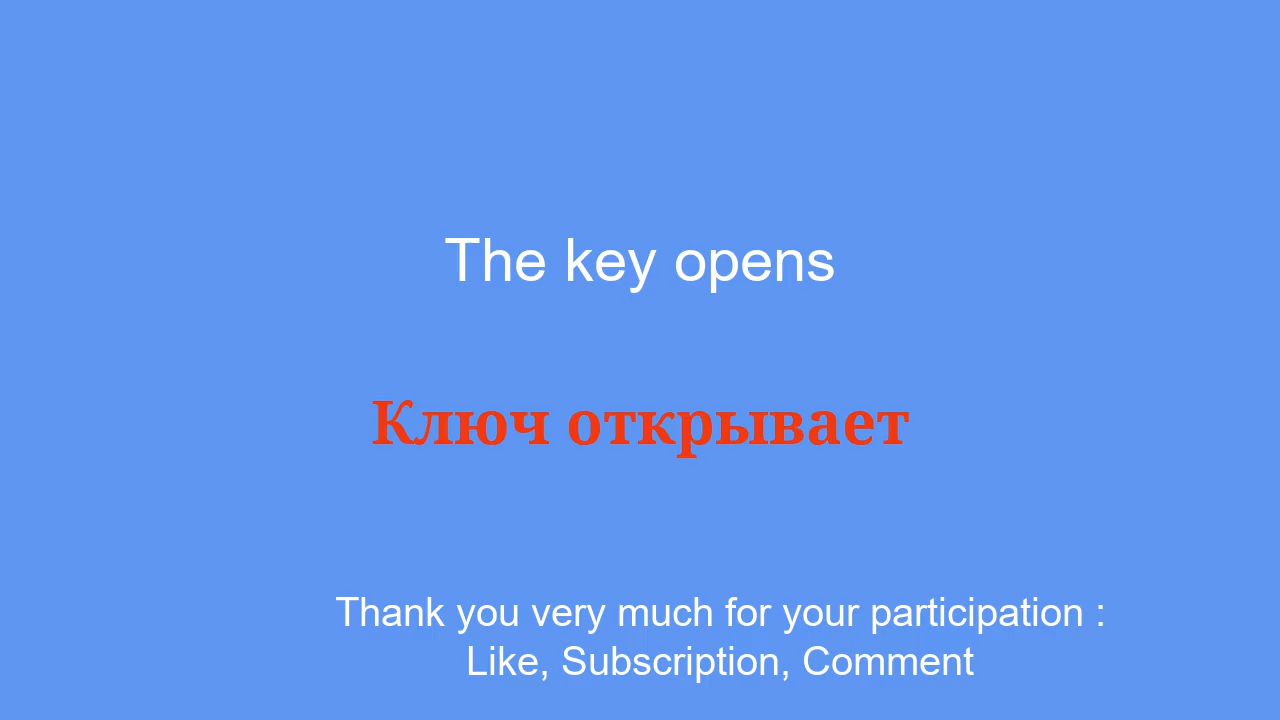 The key opens
Ключ открывает
Thank you very much for your participation :
Like, Subscription, Comment